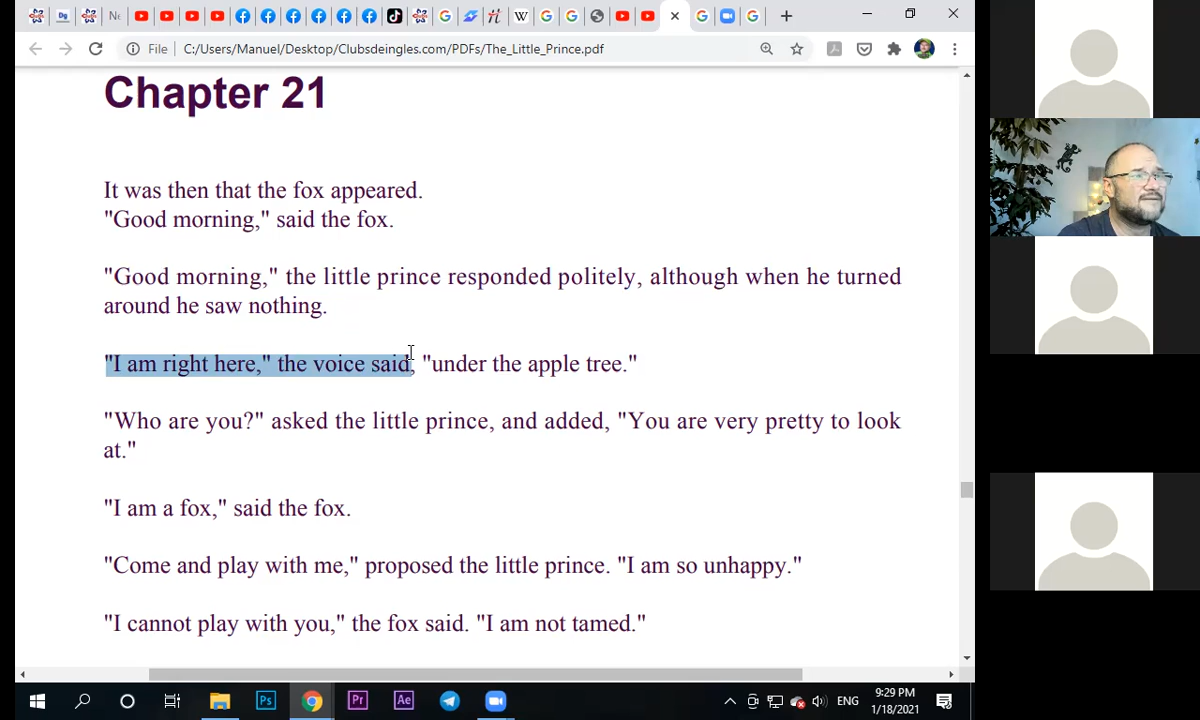 File C:/Users/Manuel/Desktop/Clubsdeingles.com/PDFs/The_Little_Prince.pdf
Chapter 21
It was then that the fox appeared.
"Good morning," said the fox.
"Good morning," the little prince responded politely, although when he turned
around he saw nothing.
"I am right here," the voice said, "under the apple tree."
"Who are you?" asked the little prince, and added, "You are very pretty to look
at."
"I am a fox," said the fox.
"Come and play with me," proposed the little prince. "I am so unhappy."
"I cannot play with you," the fox said. "I am not tamed."
Ps Pr Ae ENG
9:29 PM
1/18/2021